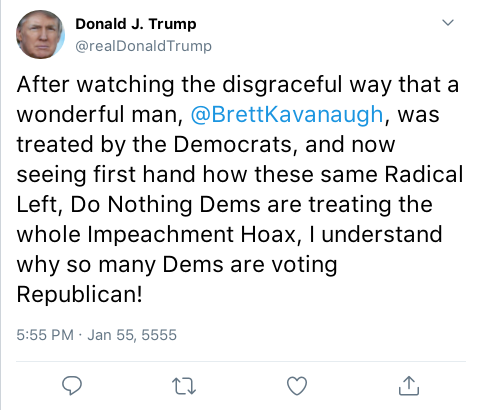 Donald J. Trump
@realDonaldTrump
After watching the disgraceful way that a
wonderful man, @BrettKavanaugh, was
treated by the Democrats, and now
seeing first hand how these same Radical
Left, Do Nothing Dems are treating the
whole Impeachment Hoax, I understand
why so many Dems are voting
Republican!
5:55 PM · Jan 55, 5555